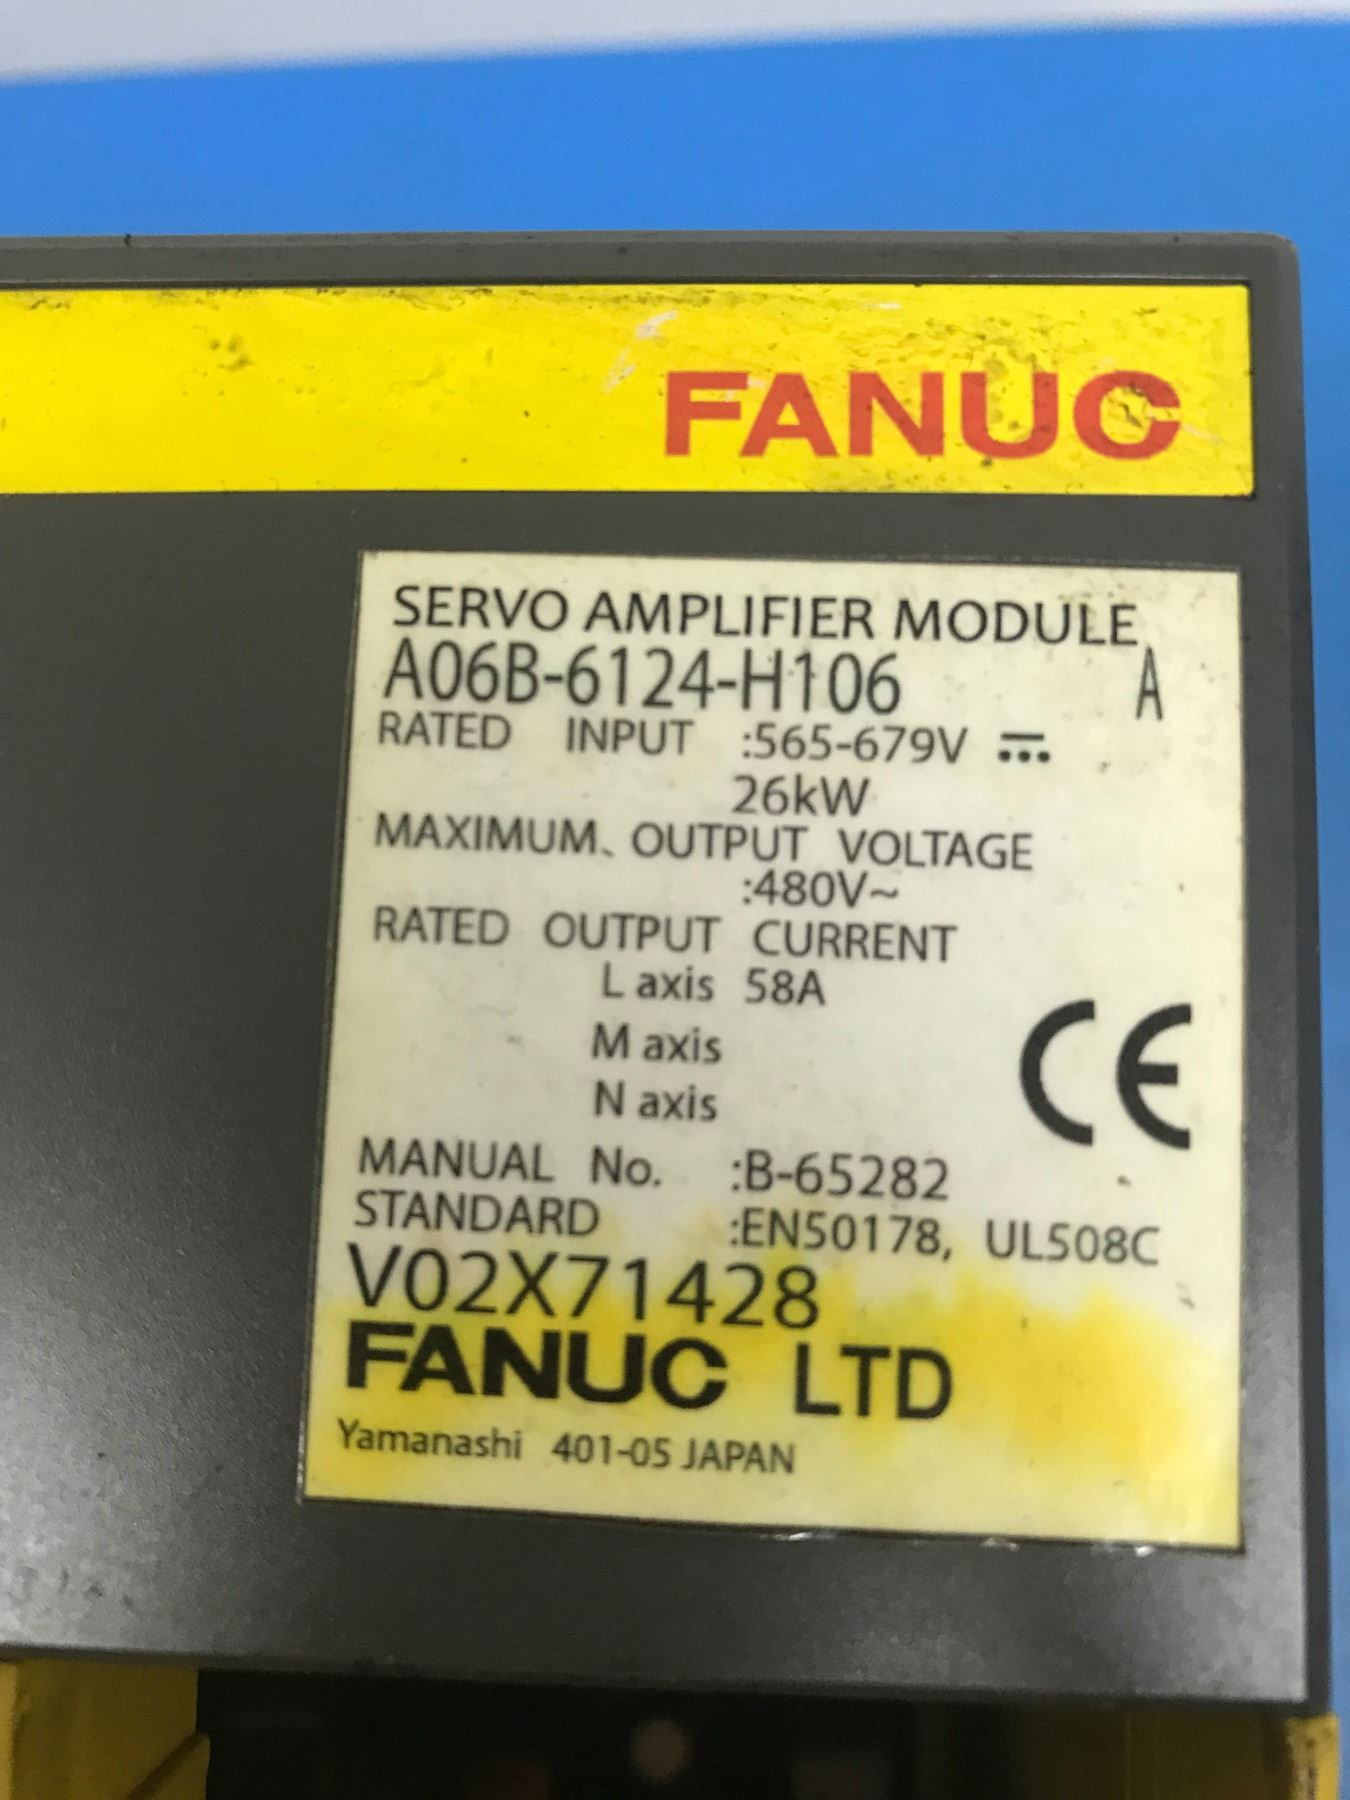 FANUC
SERVO AMPLIFIER MODULE
A06B-6124-H106 A
RATED INPUT :565-679V ⎓
26kW
MAXIMUM. OUTPUT VOLTAGE
:480V~
RATED OUTPUT CURRENT
L axis 58A
M axis
N axis
CE
MANUAL No. :B-65282
STANDARD :EN50178, UL508C
V02X71428
FANUC LTD
Yamanashi 401-05 JAPAN